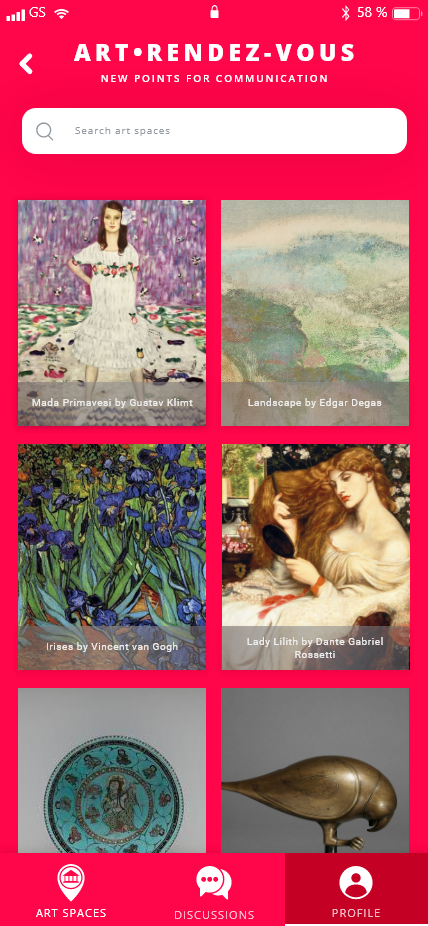 GS
58 %
ART•RENDEZ-VOUS
NEW POINTS FOR COMMUNICATION
Search art spaces
Mada Primavesi by Gustav Klimt
Landscape by Edgar Degas
Irises by Vincent van Gogh
Lady Lilith by Dante Gabriel
Rossetti
ART SPACES
DISCUSSIONS
PROFILE